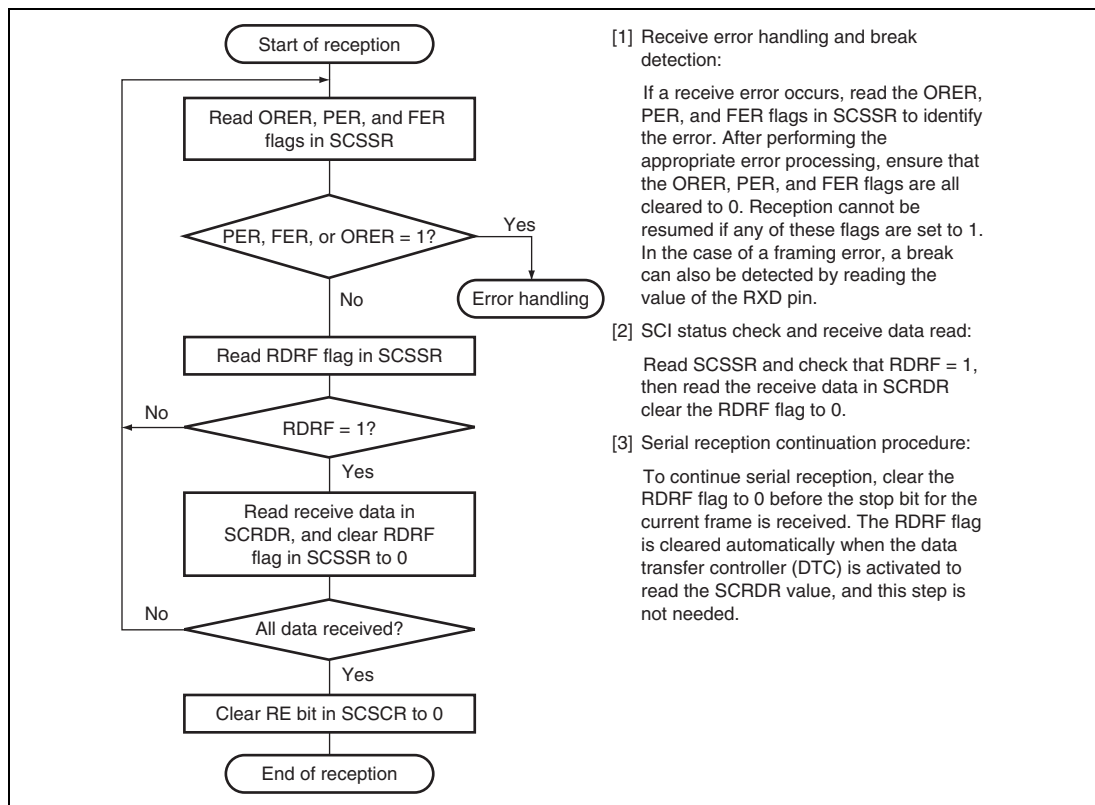 Start of reception
Read ORER, PER, and FER
flags in SCSSR
PER, FER, or ORER = 1?
Yes
Error handling
No
Read RDRF flag in SCSSR
No
RDRF = 1?
Yes
Read receive data in
SCRDR, and clear RDRF
flag in SCSSR to 0
No
All data received?
Yes
Clear RE bit in SCSCR to 0
End of reception
[1] Receive error handling and break
detection:
If a receive error occurs, read the ORER,
PER, and FER flags in SCSSR to identify
the error. After performing the
appropriate error processing, ensure that
the ORER, PER, and FER flags are all
cleared to 0. Reception cannot be
resumed if any of these flags are set to 1.
In the case of a framing error, a break
can also be detected by reading the
value of the RXD pin.
[2] SCI status check and receive data read:
Read SCSSR and check that RDRF = 1,
then read the receive data in SCRDR
clear the RDRF flag to 0.
[3] Serial reception continuation procedure:
To continue serial reception, clear the
RDRF flag to 0 before the stop bit for the
current frame is received. The RDRF flag
is cleared automatically when the data
transfer controller (DTC) is activated to
read the SCRDR value, and this step is
not needed.